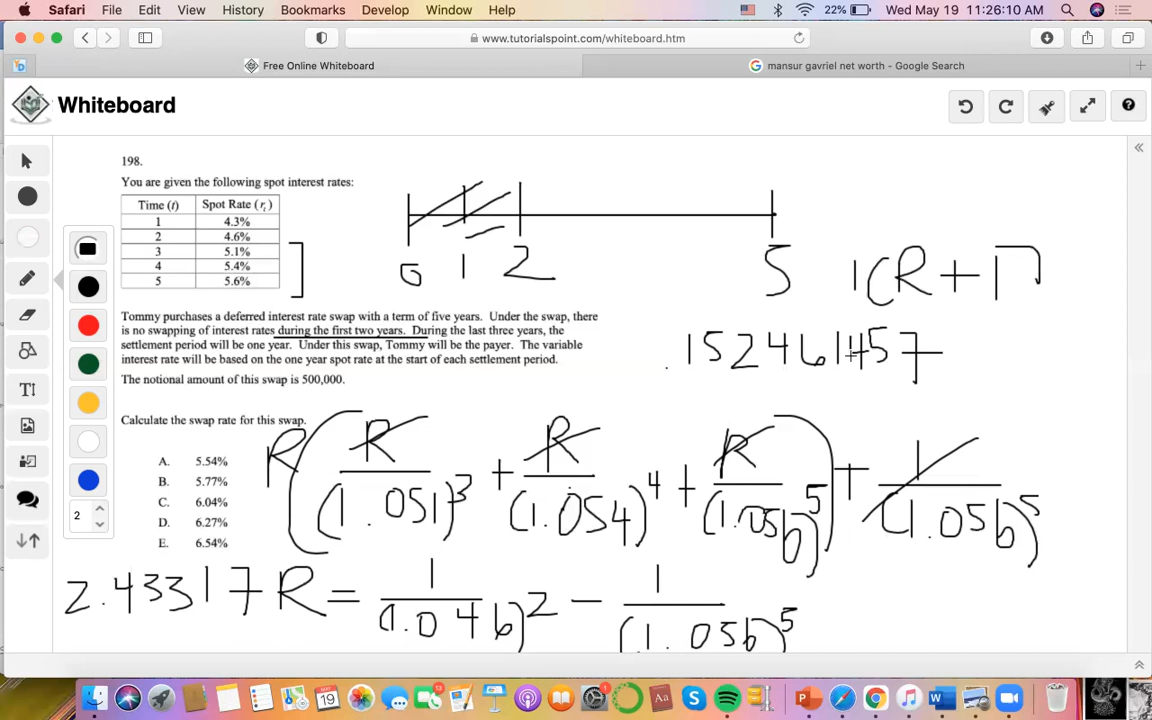 Safari File Edit View History Bookmarks Develop Window Help 22% Wed May 19 11:26:10 AM
www.tutorialspoint.com/whiteboard.htm
Free Online Whiteboard mansur gavriel net worth - Google Search
Whiteboard
198.
You are given the following spot interest rates:
Time (t) Spot Rate (r_t)
1 4.3%
2 4.6%
3 5.1%
4 5.4%
5 5.6%
0 1 2 5 1(R+1)
Tommy purchases a deferred interest rate swap with a term of five years. Under the swap, there
is no swapping of interest rates during the first two years. During the last three years, the
settlement period will be one year. Under this swap, Tommy will be the payer. The variable
interest rate will be based on the one year spot rate at the start of each settlement period.
The notional amount of this swap is 500,000.
.152461457
Calculate the swap rate for this swap.
A. 5.54%
B. 5.77%
C. 6.04%
D. 6.27%
E. 6.54%
R(R/(1.051)^3 + R/(1.054)^4 + R/(1.056)^5) + 1/(1.056)^5
2.43317R = 1/(1.046)^2 - 1/(1.056)^5
2